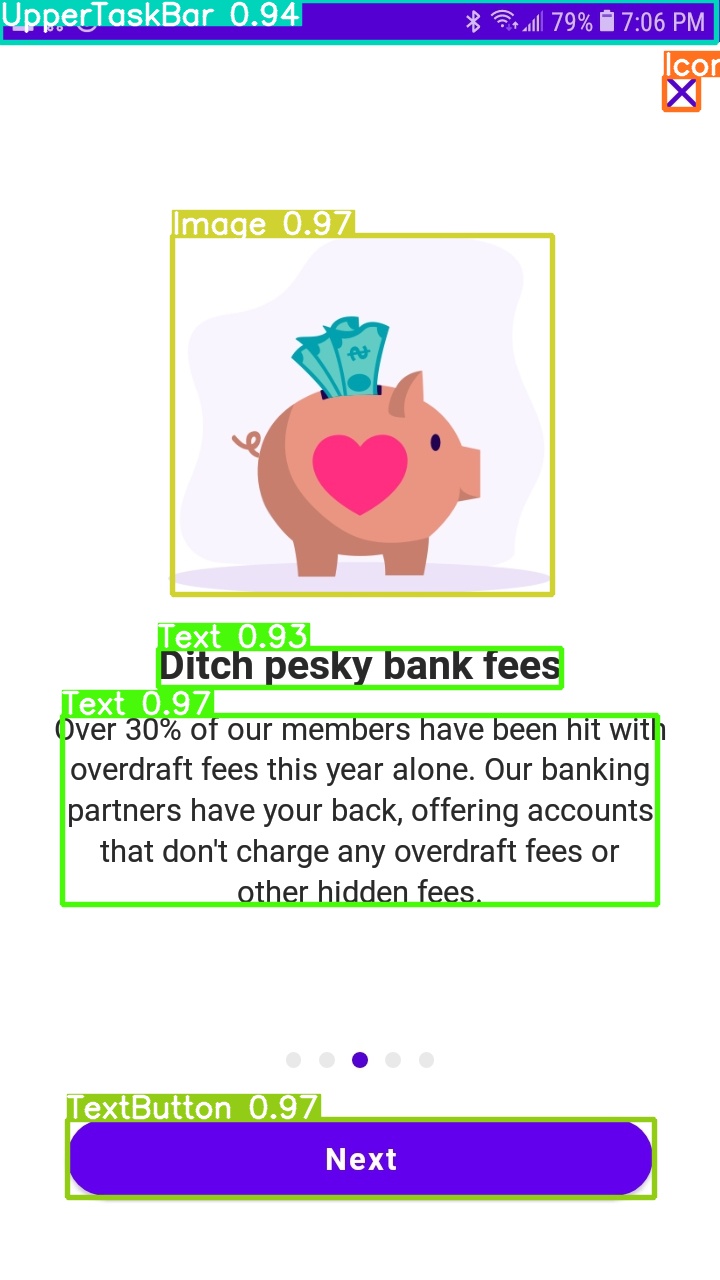 UpperTaskBar 0.94
79% 7:06 PM
Icon
Image 0.97
Text 0.93
Ditch pesky bank fees
Text 0.97
Over 30% of our members have been hit with
overdraft fees this year alone. Our banking
partners have your back, offering accounts
that don't charge any overdraft fees or
other hidden fees.
TextButton 0.97
Next